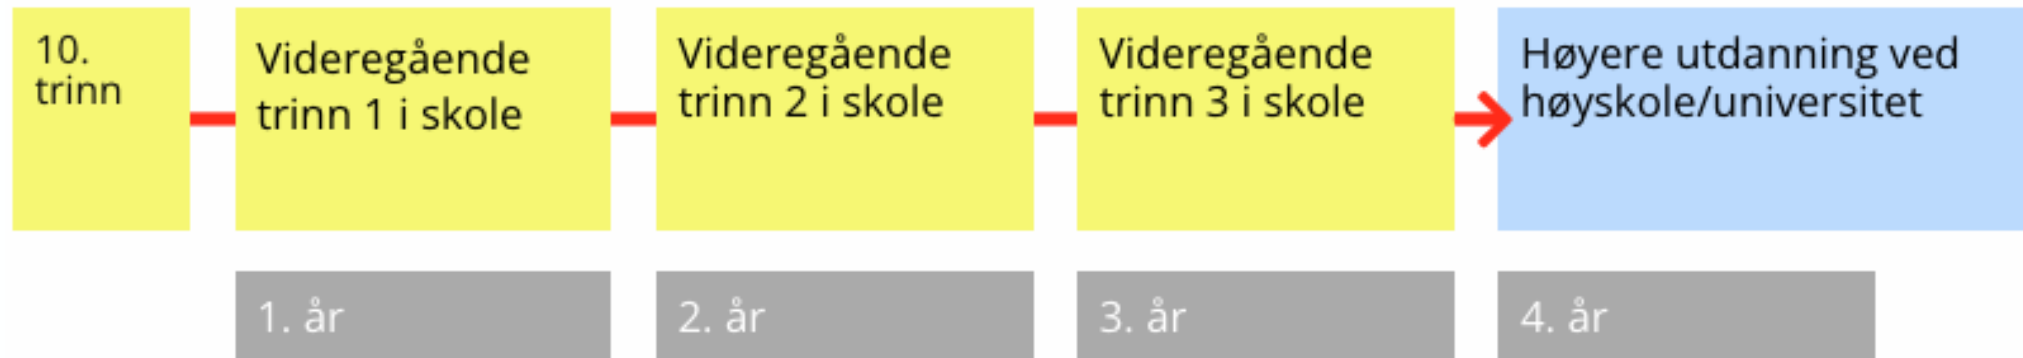 10.
trinn
Videregående
trinn 1 i skole
Videregående
trinn 2 i skole
Videregående
trinn 3 i skole
Høyere utdanning ved
høyskole/universitet
1. år
2. år
3. år
4. år